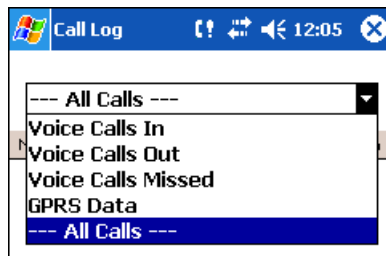 Call Log 12:05
--- All Calls ---
Voice Calls In
Voice Calls Out
Voice Calls Missed
GPRS Data
--- All Calls ---